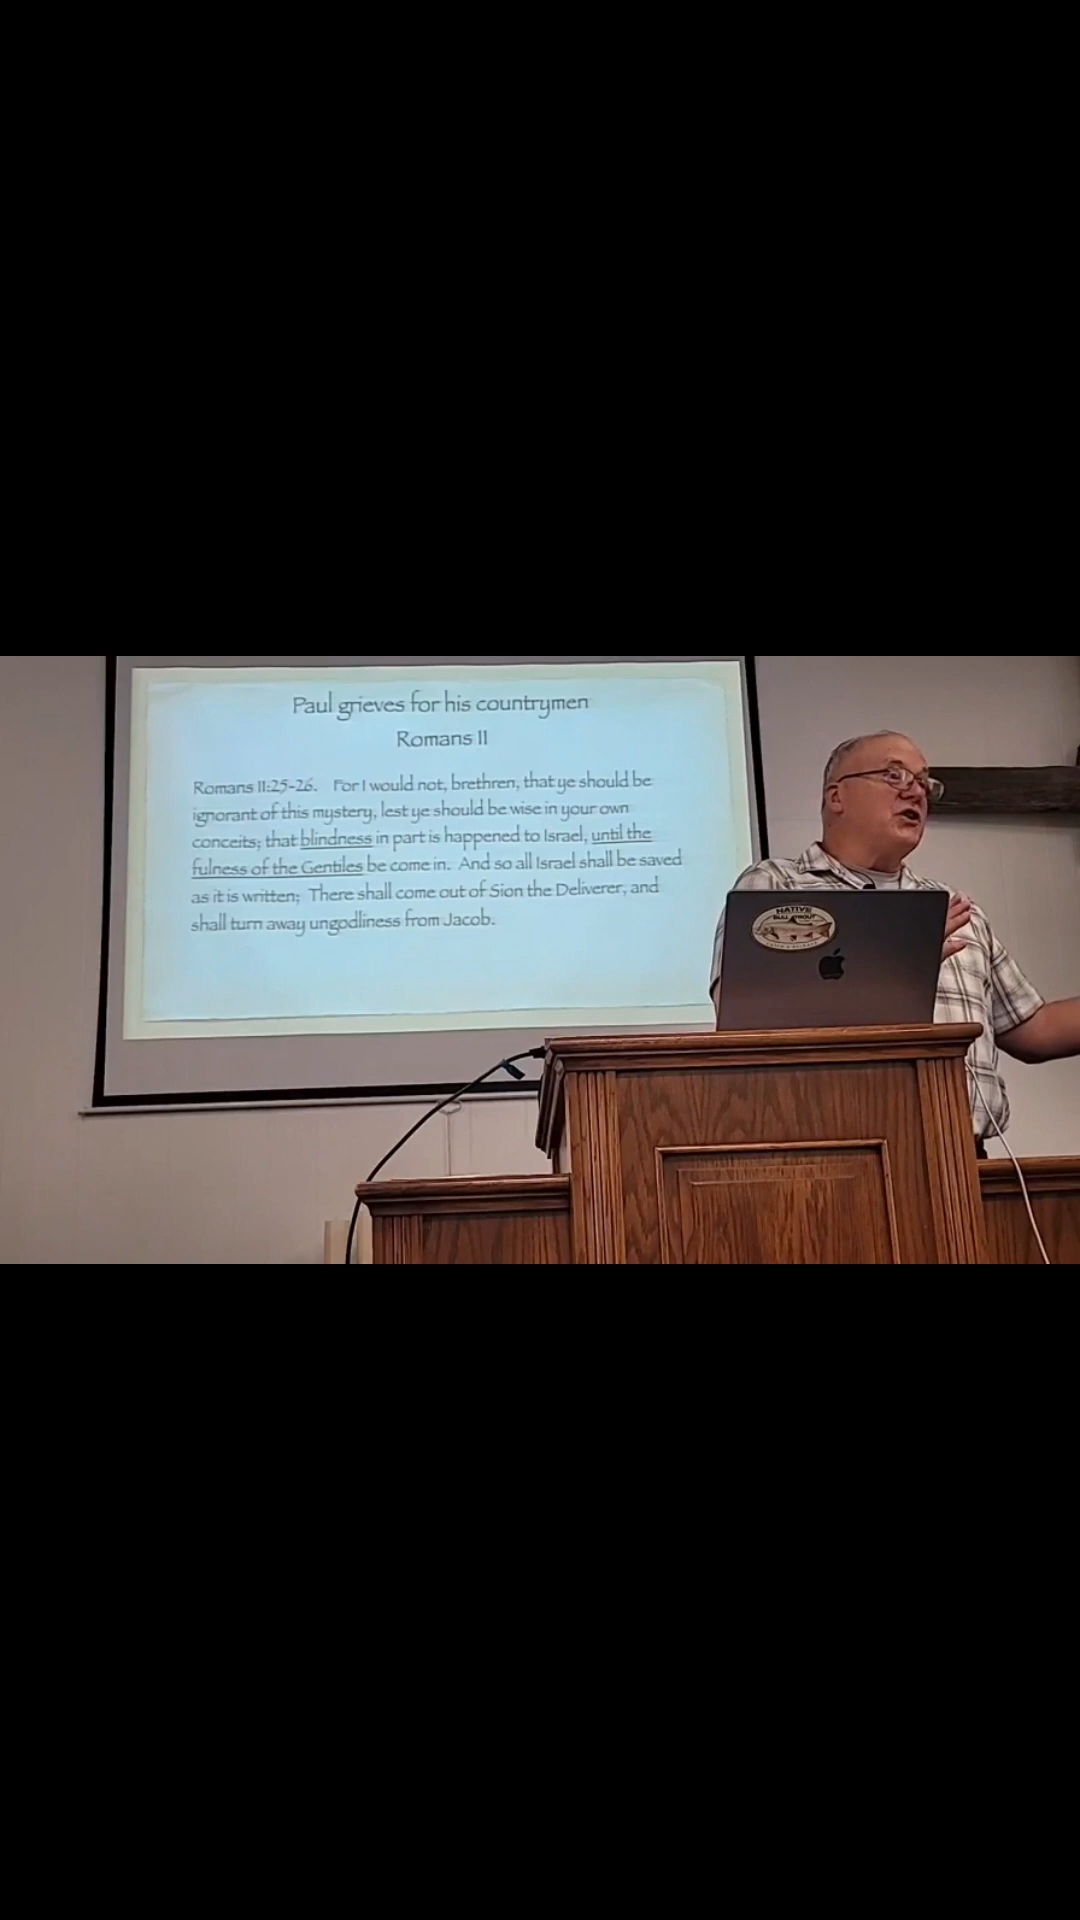 Paul grieves for his countrymen
Romans 11
Romans 11:25-26. For I would not, brethren, that ye should be
ignorant of this mystery, lest ye should be wise in your own
conceits; that blindness in part is happened to Israel, until the
fulness of the Gentiles be come in. And so all Israel shall be saved
as it is written; There shall come out of Sion the Deliverer, and
shall turn away ungodliness from Jacob.
NATIVE
BULL TROUT